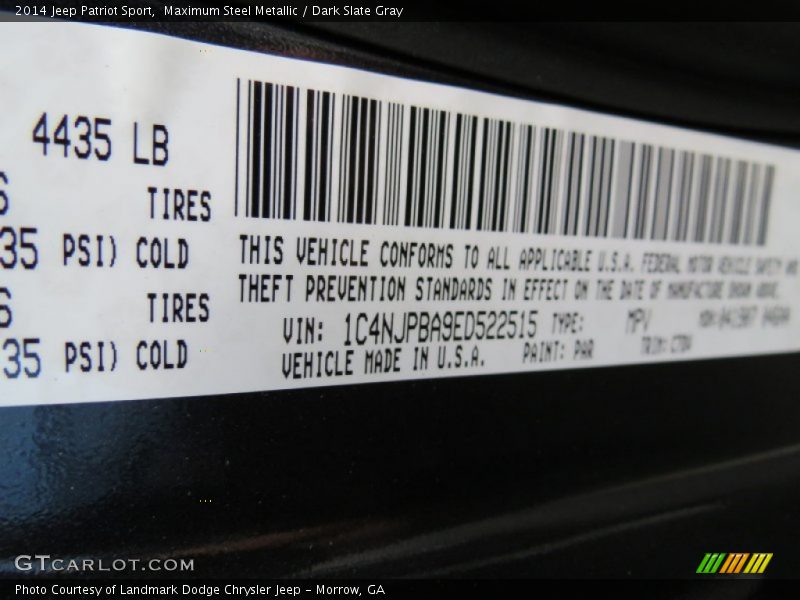 2014 Jeep Patriot Sport, Maximum Steel Metallic / Dark Slate Gray
4435 LB
TIRES
35 PSI) COLD
TIRES
35 PSI) COLD
THIS VEHICLE CONFORMS TO ALL APPLICABLE U.S.A. FEDERAL MOTOR VEHICLE SAFETY AND
THEFT PREVENTION STANDARDS IN EFFECT ON THE DATE OF MANUFACTURE SHOWN ABOVE.
VIN: 1C4NJPBA9ED522515 TYPE: MPV
VEHICLE MADE IN U.S.A. PAINT: PAR TRIM:
GTCARLOT.COM
Photo Courtesy of Landmark Dodge Chrysler Jeep - Morrow, GA